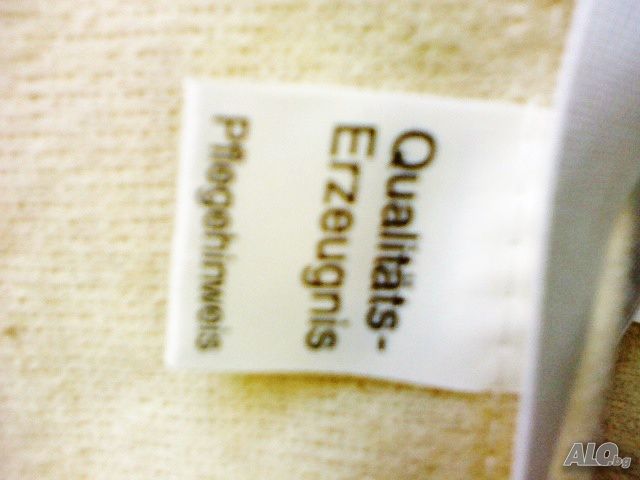 Qualitäts-
Erzeugnis
Pflegehinweis
ALO.bg